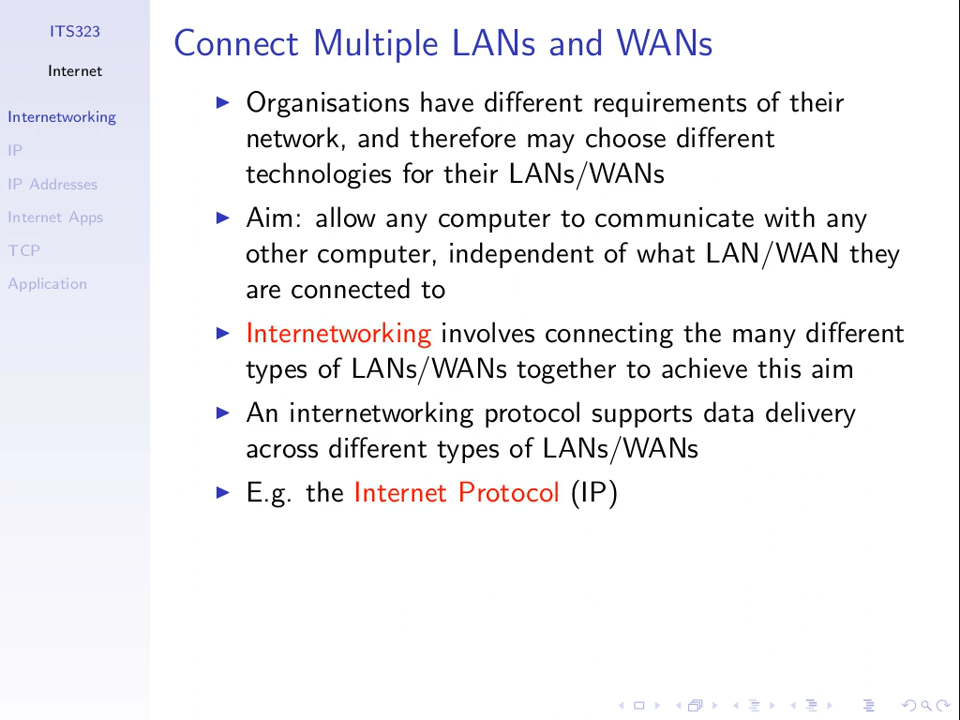 ITS323
Internet
Internetworking
IP
IP Addresses
Internet Apps
TCP
Application
Connect Multiple LANs and WANs
Organisations have different requirements of their
network, and therefore may choose different
technologies for their LANs/WANs
Aim: allow any computer to communicate with any
other computer, independent of what LAN/WAN they
are connected to
Internetworking involves connecting the many different
types of LANs/WANs together to achieve this aim
An internetworking protocol supports data delivery
across different types of LANs/WANs
E.g. the Internet Protocol (IP)